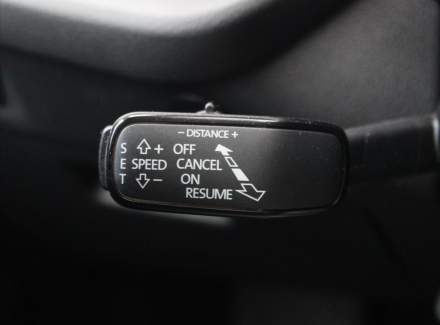 − DISTANCE +
S + OFF
E SPEED CANCEL
T − ON
RESUME